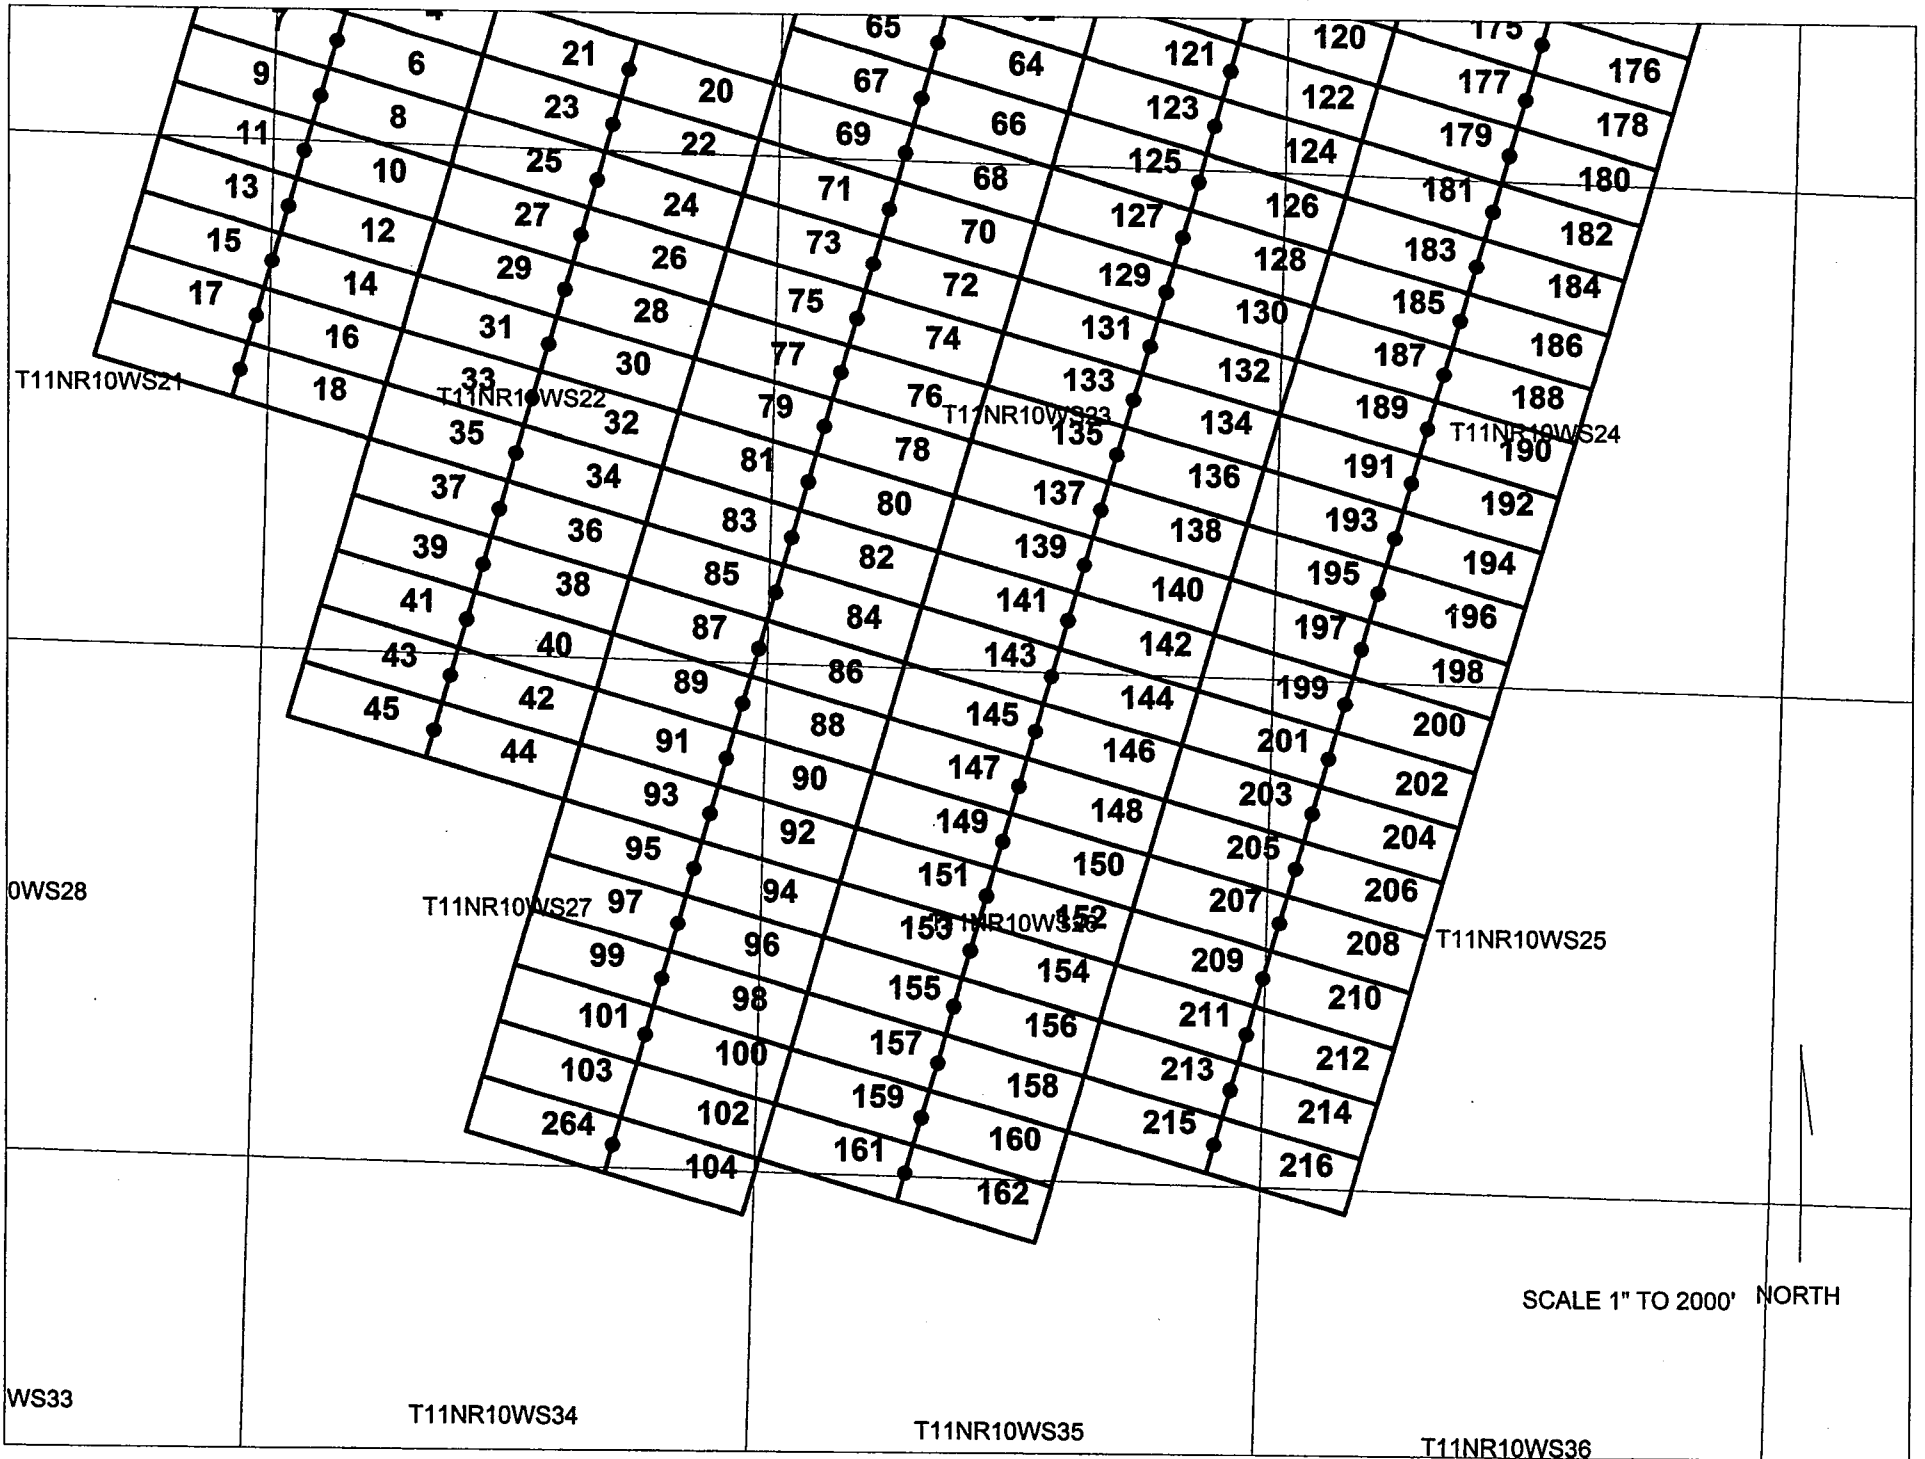 65 120 175
21 121 176
9 6 20 67 64 123 122 177 178
11 8 23 22 69 66 125 124 179 180
13 10 25 24 71 68 127 126 181 182
15 12 27 26 73 70 129 128 183 184
17 14 29 28 75 72 131 130 185 186
16 31 30 77 74 133 132 187 188
T11NR10WS21 18 33 T11NR10WS22 32 79 76 T11NR10WS23 135 134 189 T11NR10WS24 190
35 34 81 78 137 136 191 192
37 36 83 80 139 138 193 194
39 38 85 82 141 140 195 196
41 40 87 84 143 142 197 198
43 42 89 86 145 144 199 200
45 44 91 88 147 146 201 202
93 90 149 148 203 204
95 92 151 150 205 206
0WS28 T11NR10WS27 97 94 153 152 207 208 T11NR10WS25
99 96 155 154 209 210
101 98 157 156 211 212
103 100 159 158 213 214
264 102 161 160 215 216
104 162
SCALE 1" TO 2000' NORTH
WS33 T11NR10WS34 T11NR10WS35 T11NR10WS36